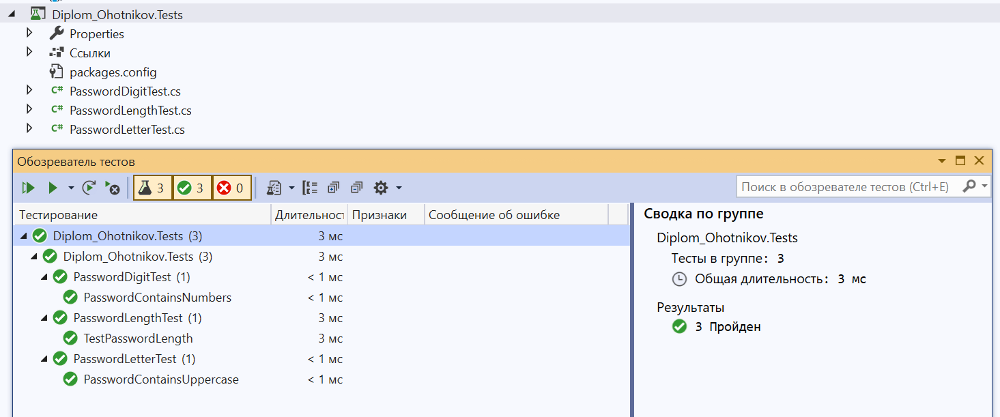 Diplom_Ohotnikov.Tests
Properties
Ссылки
packages.config
C# PasswordDigitTest.cs
C# PasswordLengthTest.cs
C# PasswordLetterTest.cs
Обозреватель тестов
3 3 0 Поиск в обозревателе тестов (Ctrl+E)
Тестирование Длительност Признаки Сообщение об ошибке
Diplom_Ohotnikov.Tests (3) 3 мс
Diplom_Ohotnikov.Tests (3) 3 мс
PasswordDigitTest (1) < 1 мс
PasswordContainsNumbers < 1 мс
PasswordLengthTest (1) 3 мс
TestPasswordLength 3 мс
PasswordLetterTest (1) < 1 мс
PasswordContainsUppercase < 1 мс
Сводка по группе
Diplom_Ohotnikov.Tests
Тесты в группе: 3
Общая длительность: 3 мс
Результаты
3 Пройден